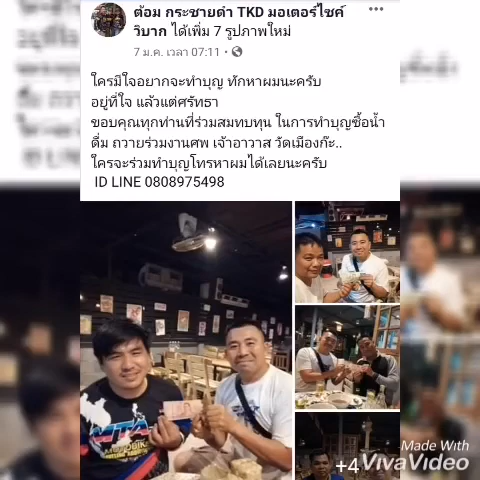 ต้อม กระชายดำ TKD มอเตอร์ไซค์
วิบาก ได้เพิ่ม 7 รูปภาพใหม่
7 ม.ค. เวลา 07:11
ใครมีใจอยากจะทำบุญ ทักหาผมนะครับ
อยู่ที่ใจ แล้วแต่ศรัทธา
ขอบคุณทุกท่านที่ร่วมสมทบทุน ในการทำบุญซื้อน้ำ
ดื่ม ถวายร่วมงานศพ เจ้าอาวาส วัดเมืองก๊ะ..
ใครจะร่วมทำบุญโทรหาผมได้เลยนะครับ
ID LINE 0808975498
MTA
+4
Made With
VivaVideo